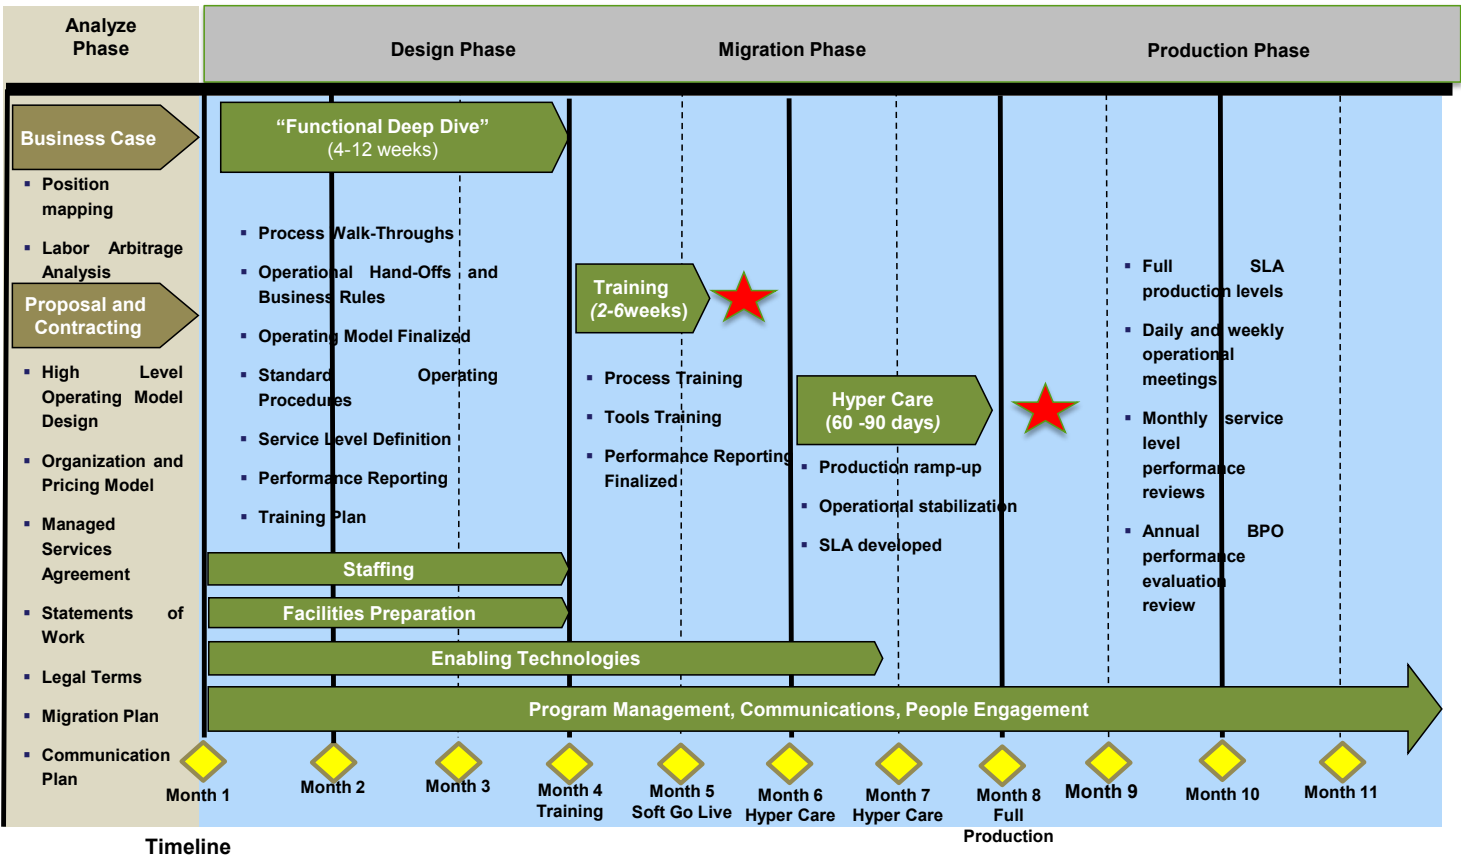 Analyze
Phase
Design Phase
Migration Phase
Production Phase
Business Case
▪ Position
mapping
▪ Labor Arbitrage
Analysis
Proposal and
Contracting
▪ High Level
Operating Model
Design
▪ Organization and
Pricing Model
▪ Managed
Services
Agreement
▪ Statements of
Work
▪ Legal Terms
▪ Migration Plan
▪ Communication
Plan
“Functional Deep Dive”
(4-12 weeks)
▪ Process Walk-Throughs
▪ Operational Hand-Offs and
Business Rules
▪ Operating Model Finalized
▪ Standard Operating
Procedures
▪ Service Level Definition
▪ Performance Reporting
▪ Training Plan
Training
(2-6weeks)
▪ Process Training
▪ Tools Training
▪ Performance Reporting
Finalized
Hyper Care
(60 -90 days)
▪ Production ramp-up
▪ Operational stabilization
▪ SLA developed
▪ Full SLA
production levels
▪ Daily and weekly
operational
meetings
▪ Monthly service
level
performance
reviews
▪ Annual BPO
performance
evaluation
review
Staffing
Facilities Preparation
Enabling Technologies
Program Management, Communications, People Engagement
Month 1
Month 2
Month 3
Month 4
Training
Month 5
Soft Go Live
Month 6
Hyper Care
Month 7
Hyper Care
Month 8
Full
Production
Month 9
Month 10
Month 11
Timeline